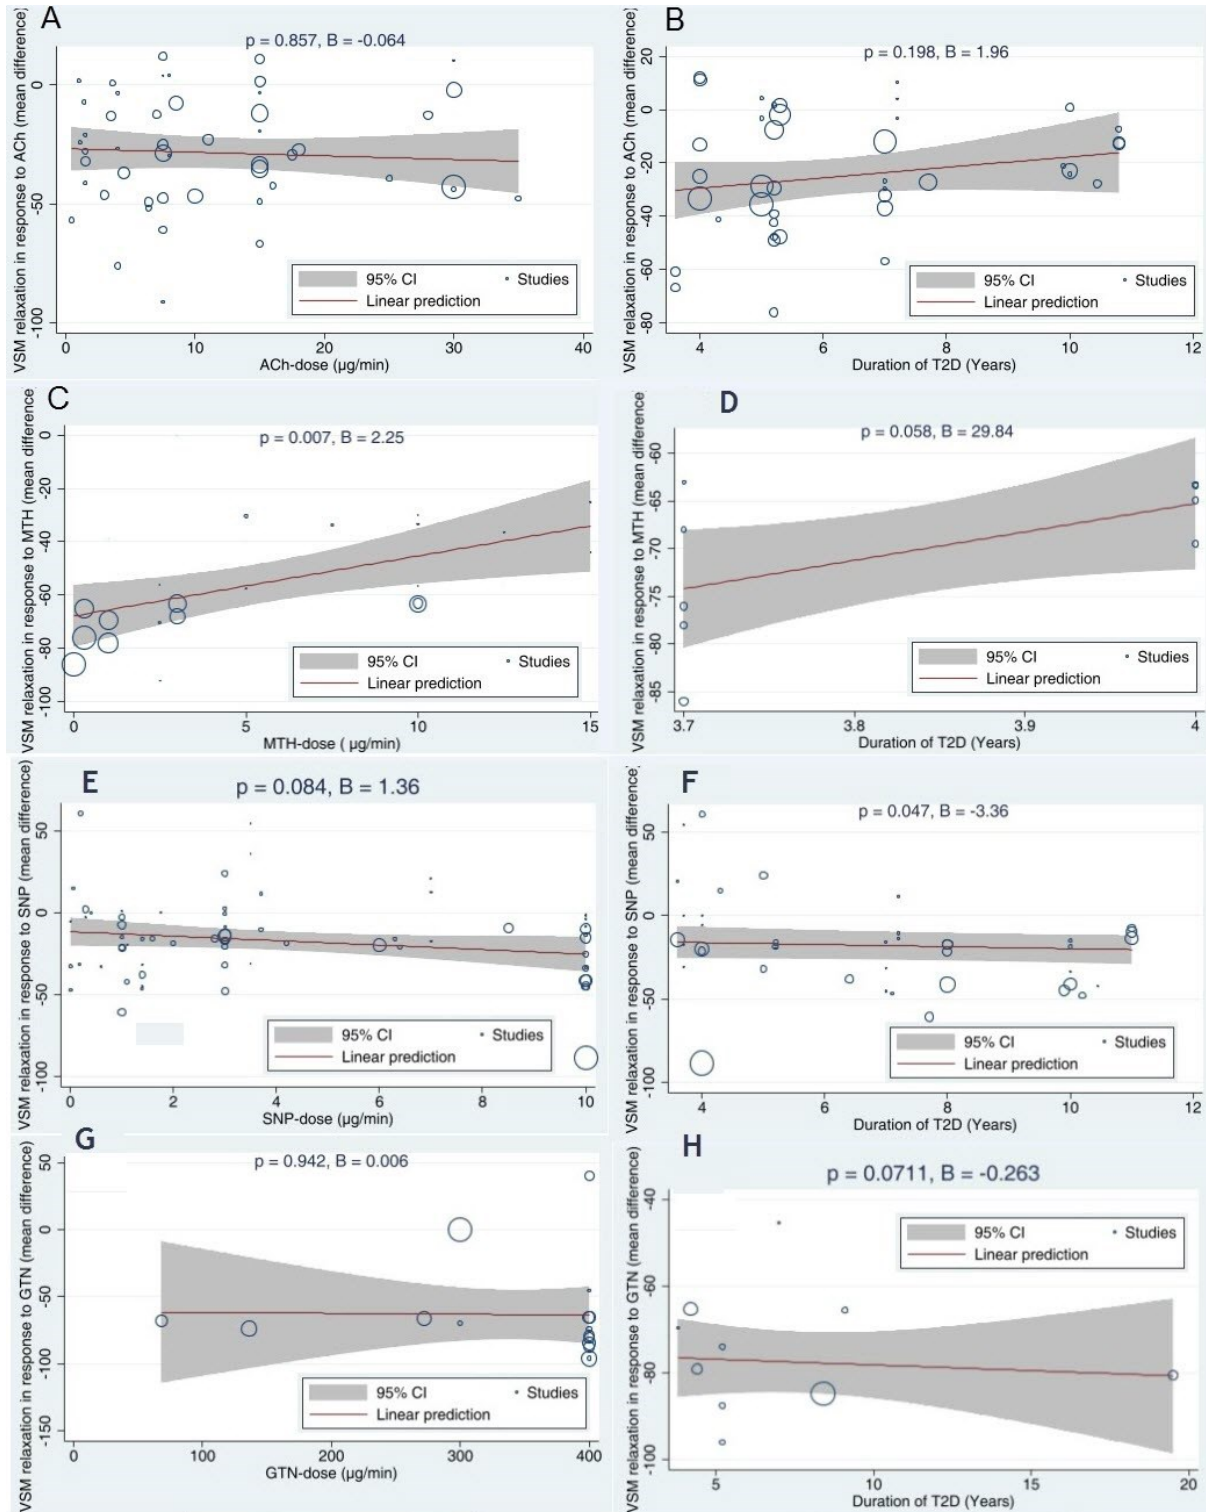 A
p = 0.857, B = -0.064
VSM relaxation in response to ACh (mean difference)
0
-50
-100
95% CI
Studies
Linear prediction
0 10 20 30 40
ACh-dose (µg/min)
B
p = 0.198, B = 1.96
VSM relaxation in response to ACh (mean difference)
20
0
-20
-40
-60
-80
95% CI
Studies
Linear prediction
4 6 8 10 12
Duration of T2D (Years)
C
p = 0.007, B = 2.25
VSM relaxation in response to MTH (mean difference)
0
-20
-40
-60
-80
-100
95% CI
Studies
Linear prediction
0 5 10 15
MTH-dose ( µg/min)
D
p = 0.058, B = 29.84
VSM relaxation in response to MTH (mean difference)
-60
-65
-70
-75
-80
-85
95% CI
Studies
Linear prediction
3.7 3.8 3.9 4
Duration of T2D (Years)
E
p = 0.084, B = 1.36
VSM relaxation in response to SNP (mean difference)
50
0
-50
-100
95% CI
Studies
Linear prediction
0 2 4 6 8 10
SNP-dose (µg/min)
F
p = 0.047, B = -3.36
VSM relaxation in response to SNP (mean difference)
50
0
-50
-100
95% CI
Studies
Linear prediction
4 6 8 10 12
Duration of T2D (Years)
G
p = 0.942, B = 0.006
VSM relaxation in response to GTN (mean difference)
50
0
-50
-100
-150
95% CI
Studies
Linear prediction
0 100 200 300 400
GTN-dose (µg/min)
H
p = 0.0711, B = -0.263
VSM relaxation in response to GTN (mean difference)
-40
-60
-80
-100
95% CI
Studies
Linear prediction
5 10 15 20
Duration of T2D (Years)